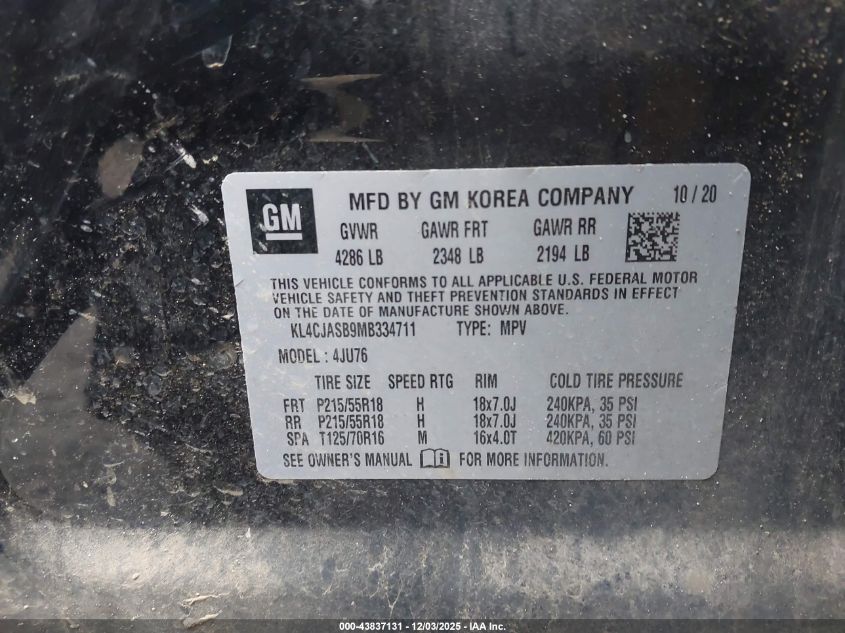 GM
MFD BY GM KOREA COMPANY 10 / 20
GVWR GAWR FRT GAWR RR
4286 LB 2348 LB 2194 LB
THIS VEHICLE CONFORMS TO ALL APPLICABLE U.S. FEDERAL MOTOR
VEHICLE SAFETY AND THEFT PREVENTION STANDARDS IN EFFECT
ON THE DATE OF MANUFACTURE SHOWN ABOVE.
KL4CJASB9MB334711 TYPE: MPV
MODEL : 4JU76
TIRE SIZE SPEED RTG RIM COLD TIRE PRESSURE
FRT P215/55R18 H 18x7.0J 240KPA, 35 PSI
RR P215/55R18 H 18x7.0J 240KPA, 35 PSI
SPA T125/70R16 M 16x4.0T 420KPA, 60 PSI
SEE OWNER'S MANUAL FOR MORE INFORMATION.
000-43837131 - 12/03/2025 - IAA Inc.